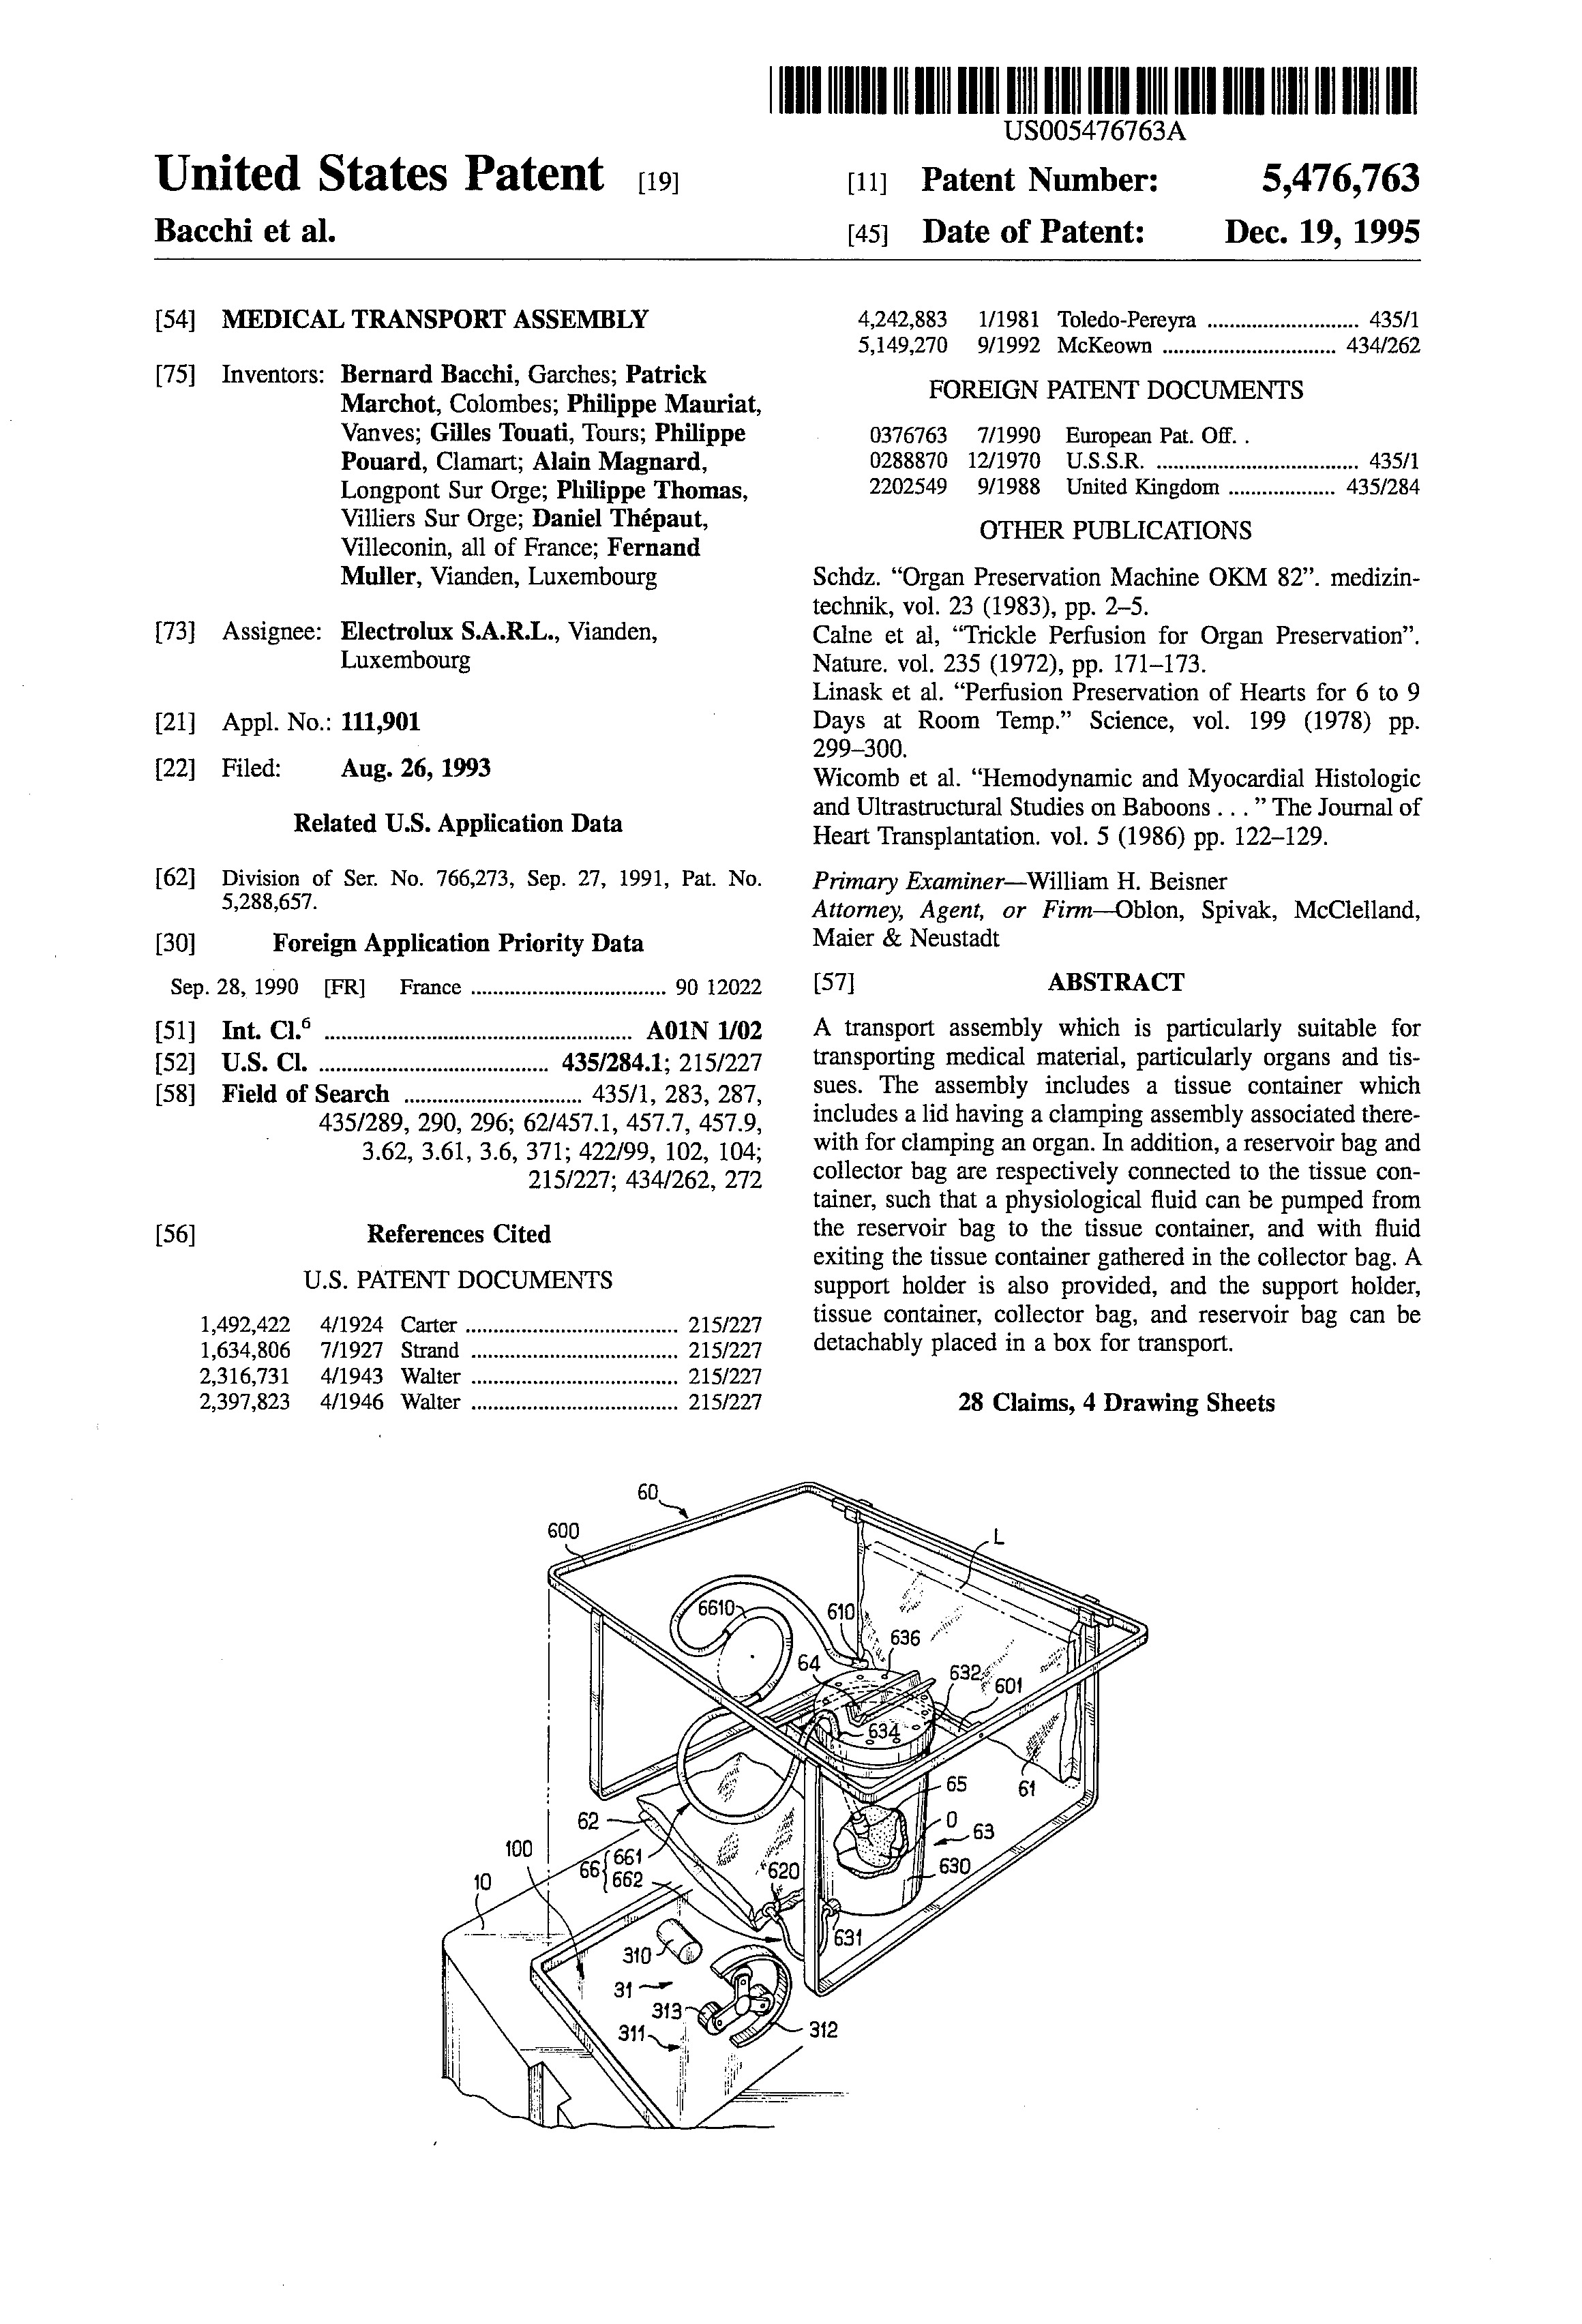 US005476763A
United States Patent [19]
Bacchi et al.
[11] Patent Number: 5,476,763
[45] Date of Patent: Dec. 19, 1995
[54] MEDICAL TRANSPORT ASSEMBLY
[75] Inventors: Bernard Bacchi, Garches; Patrick
Marchot, Colombes; Philippe Mauriat,
Vanves; Gilles Touati, Tours; Philippe
Pouard, Clamart; Alain Magnard,
Longpont Sur Orge; Philippe Thomas,
Villiers Sur Orge; Daniel Thépaut,
Villeconin, all of France; Fernand
Muller, Vianden, Luxembourg
[73] Assignee: Electrolux S.A.R.L., Vianden,
Luxembourg
[21] Appl. No.: 111,901
[22] Filed: Aug. 26, 1993
Related U.S. Application Data
[62] Division of Ser. No. 766,273, Sep. 27, 1991, Pat. No.
5,288,657.
[30] Foreign Application Priority Data
Sep. 28, 1990 [FR] France .................................. 90 12022
[51] Int. Cl.6 .................................................... A01N 1/02
[52] U.S. Cl. ....................................... 435/284.1; 215/227
[58] Field of Search ............................... 435/1, 283, 287,
435/289, 290, 296; 62/457.1, 457.7, 457.9,
3.62, 3.61, 3.6, 371; 422/99, 102, 104;
215/227; 434/262, 272
[56] References Cited
U.S. PATENT DOCUMENTS
1,492,422 4/1924 Carter ..................................... 215/227
1,634,806 7/1927 Strand .................................... 215/227
2,316,731 4/1943 Walter .................................... 215/227
2,397,823 4/1946 Walter .................................... 215/227
4,242,883 1/1981 Toledo-Pereyra .......................... 435/1
5,149,270 9/1992 McKeown .............................. 434/262
FOREIGN PATENT DOCUMENTS
0376763 7/1990 European Pat. Off. .
0288870 12/1970 U.S.S.R. ................................... 435/1
2202549 9/1988 United Kingdom ................... 435/284
OTHER PUBLICATIONS
Schdz. “Organ Preservation Machine OKM 82”. medizin-
technik, vol. 23 (1983), pp. 2–5.
Calne et al, “Trickle Perfusion for Organ Preservation”.
Nature. vol. 235 (1972), pp. 171–173.
Linask et al. “Perfusion Preservation of Hearts for 6 to 9
Days at Room Temp.” Science, vol. 199 (1978) pp.
299–300.
Wicomb et al. “Hemodynamic and Myocardial Histologic
and Ultrastructural Studies on Baboons . . . ” The Journal of
Heart Transplantation. vol. 5 (1986) pp. 122–129.
Primary Examiner—William H. Beisner
Attorney, Agent, or Firm—Oblon, Spivak, McClelland,
Maier & Neustadt
[57] ABSTRACT
A transport assembly which is particularly suitable for
transporting medical material, particularly organs and tis-
sues. The assembly includes a tissue container which
includes a lid having a clamping assembly associated there-
with for clamping an organ. In addition, a reservoir bag and
collector bag are respectively connected to the tissue con-
tainer, such that a physiological fluid can be pumped from
the reservoir bag to the tissue container, and with fluid
exiting the tissue container gathered in the collector bag. A
support holder is also provided, and the support holder,
tissue container, collector bag, and reservoir bag can be
detachably placed in a box for transport.
28 Claims, 4 Drawing Sheets
60
600
L
6610
610
636
64
632
601
634
65
61
62
O
63
100
66 661
662
620
630
10
631
310
31
313
311
312